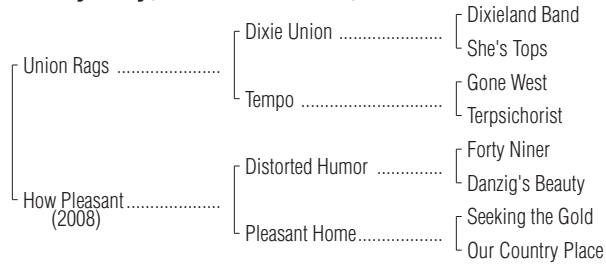 Dixieland Band
Dixie Union ......................
She's Tops
Union Rags ......................
Gone West
Tempo ..............................
Terpsichorist
Forty Niner
Distorted Humor ..............
Danzig's Beauty
How Pleasant....................
(2008)
Seeking the Gold
Pleasant Home..................
Our Country Place